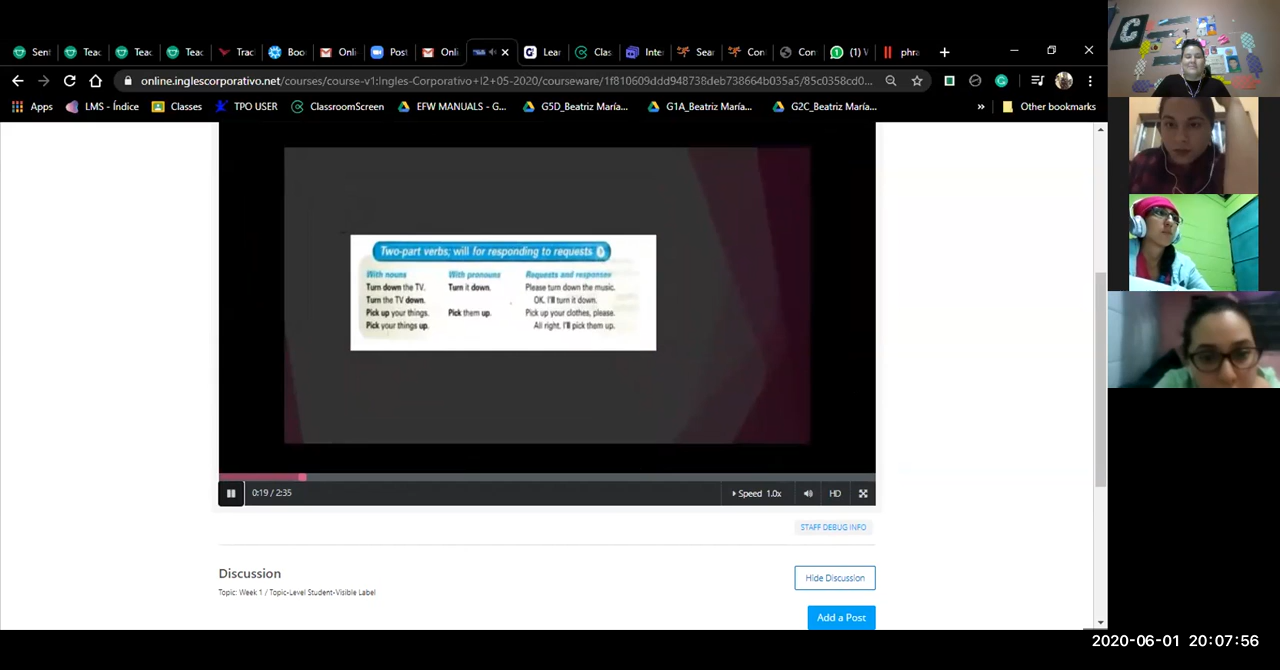 Sent
Teac
Teac
Teac
Trac
Boo
Onli
Post
Onli
Lear
Clas
Inte
Sear
Con
Con
(1) V
phra
online.inglescorporativo.net/courses/course-v1:Ingles-Corporativo+I2+05-2020/courseware/1f810609ddd948738deb738664b035a5/85c0358cd0...
Apps
LMS - Índice
Classes
TPO USER
ClassroomScreen
EFW MANUALS - G...
G5D_Beatriz María...
G1A_Beatriz María...
G2C_Beatriz María...
»
Other bookmarks
Two-part verbs; will for responding to requests
With nouns With pronouns Requests and responses
Turn down the TV. Turn it down. Please turn down the music.
Turn the TV down. OK. I'll turn it down.
Pick up your things. Pick them up. Pick up your clothes, please.
Pick your things up. All right. I'll pick them up.
0:19 / 2:35
Speed 1.0x
HD
STAFF DEBUG INFO
Discussion
Hide Discussion
Topic: Week 1 / Topic-Level Student-Visible Label
Add a Post
2020-06-01 20:07:56